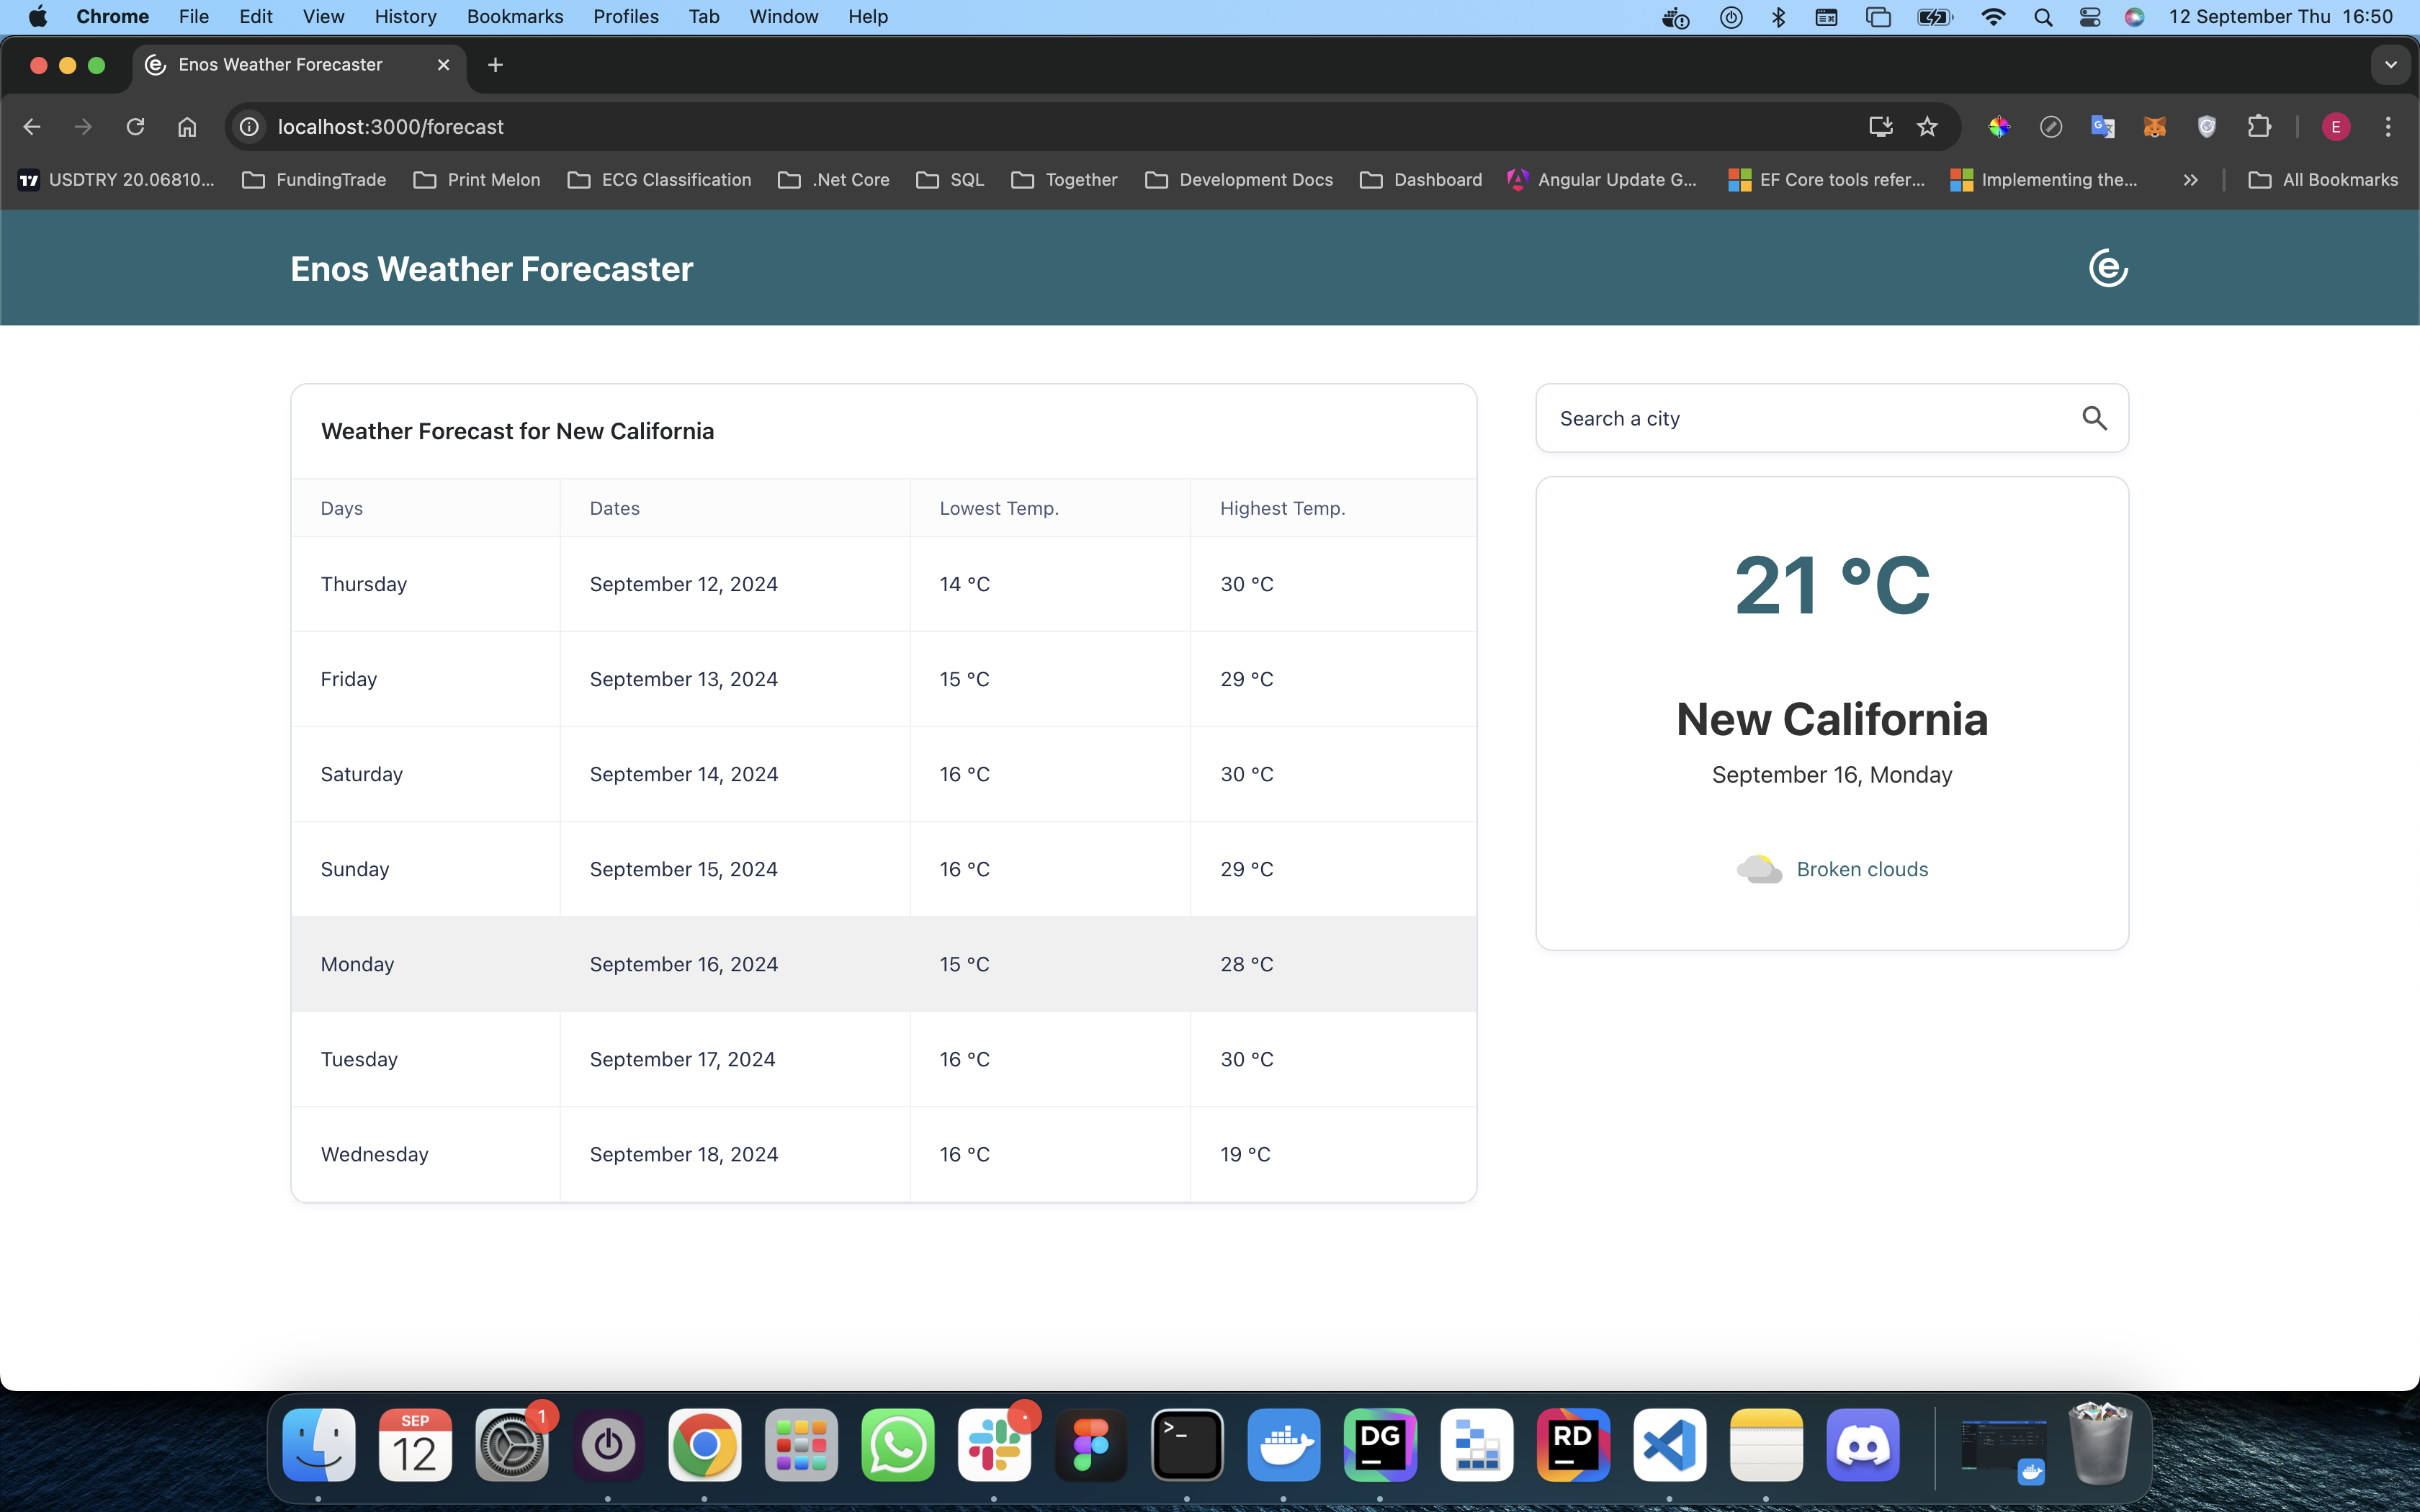 Chrome File Edit View History Bookmarks Profiles Tab Window Help 12 September Thu 16:50
Enos Weather Forecaster
localhost:3000/forecast E
USDTRY 20.06810... FundingTrade Print Melon ECG Classification .Net Core SQL Together Development Docs Dashboard Angular Update G... EF Core tools refer... Implementing the... » All Bookmarks
Enos Weather Forecaster e
Weather Forecast for New California
Days Dates Lowest Temp. Highest Temp.
Thursday September 12, 2024 14 °C 30 °C
Friday September 13, 2024 15 °C 29 °C
Saturday September 14, 2024 16 °C 30 °C
Sunday September 15, 2024 16 °C 29 °C
Monday September 16, 2024 15 °C 28 °C
Tuesday September 17, 2024 16 °C 30 °C
Wednesday September 18, 2024 16 °C 19 °C
Search a city
21 °C
New California
September 16, Monday
Broken clouds
SEP
12
1
>_
DG
RD